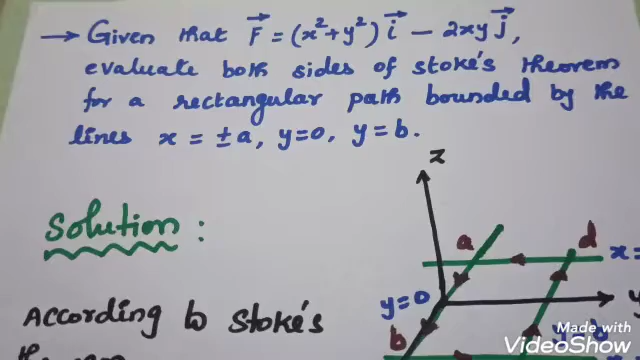 → Given that F⃗ = (x²+y²) i⃗ − 2xy j⃗,
evaluate both sides of stoke's theorem
for a rectangular path bounded by the
lines x = ±a, y=0, y=b.
z
Solution:
a
d
x=
y=0
y
According to stoke's
b
y=b
theorem
Made with
VideoShow